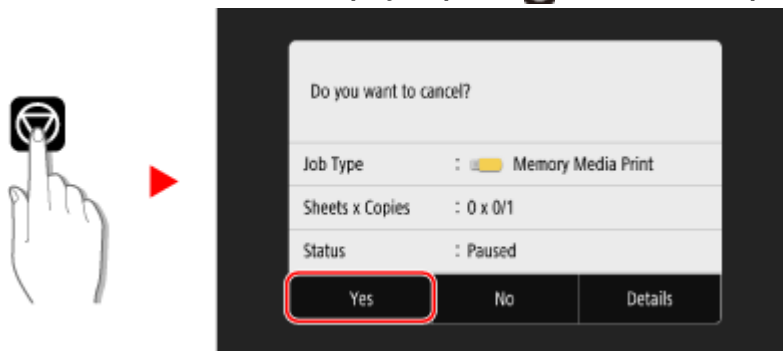 Do you want to cancel?
Job Type : Memory Media Print
Sheets x Copies : 0 x 0/1
Status : Paused
Yes No Details